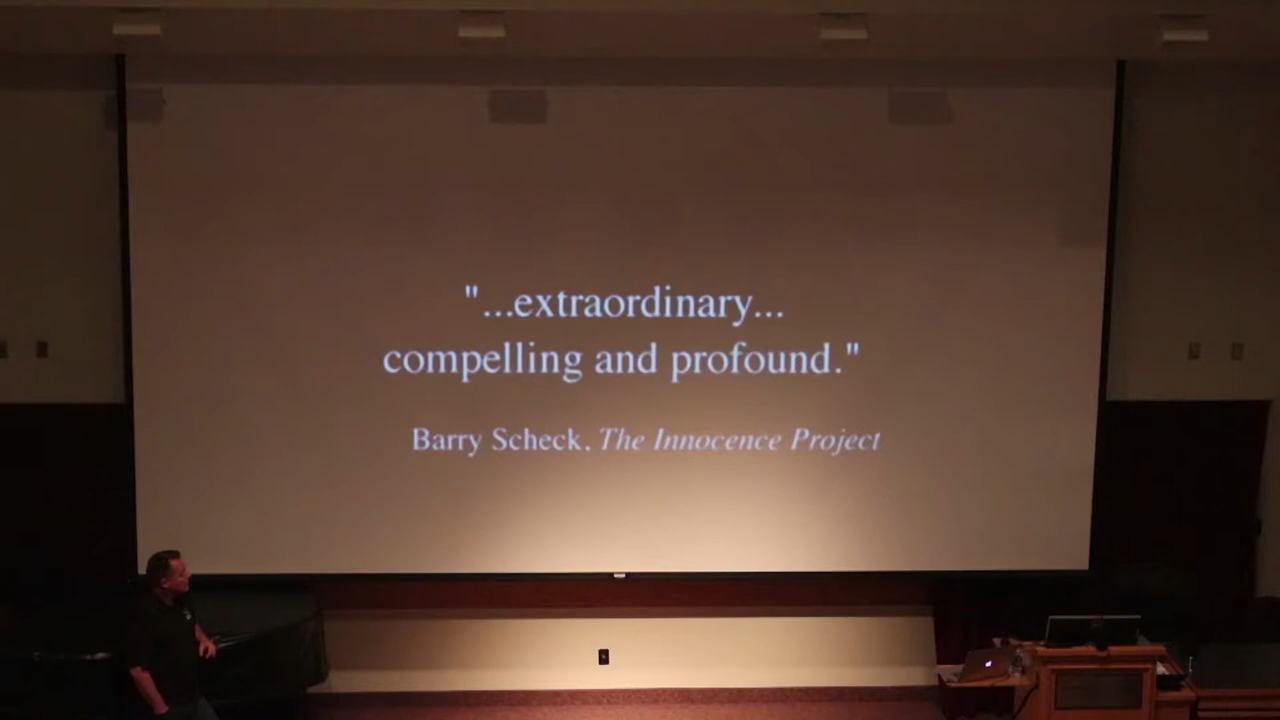 "...extraordinary...
compelling and profound."
Barry Scheck, The Innocence Project